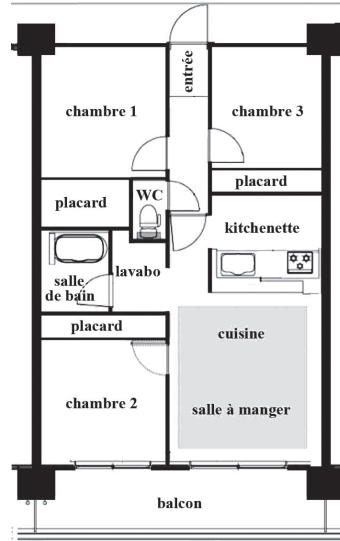 entrée
chambre 1
chambre 3
placard
WC
placard
kitchenette
lavabo
salle
de bain
placard
cuisine
chambre 2
salle à manger
balcon